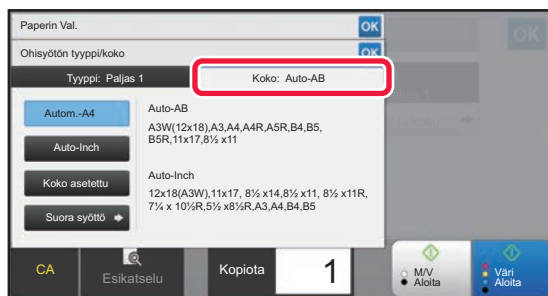 Paperin Val.
OK
Ohisyötön tyyppi/koko
OK
Tyyppi: Paljas 1
Koko: Auto-AB
Autom.-A4
Auto-Inch
Koko asetettu
Suora syöttö
Auto-AB
A3W(12x18),A3,A4,A4R,A5R,B4,B5,
B5R,11x17,8½ x11
Auto-Inch
12x18(A3W),11x17, 8½ x14,8½ x11, 8½ x11R,
7¼ x 10½R,5½ x8½R,A3,A4,B4,B5
OK
CA
Esikatselu
Kopiota
1
M/V
Aloita
Väri
Aloita